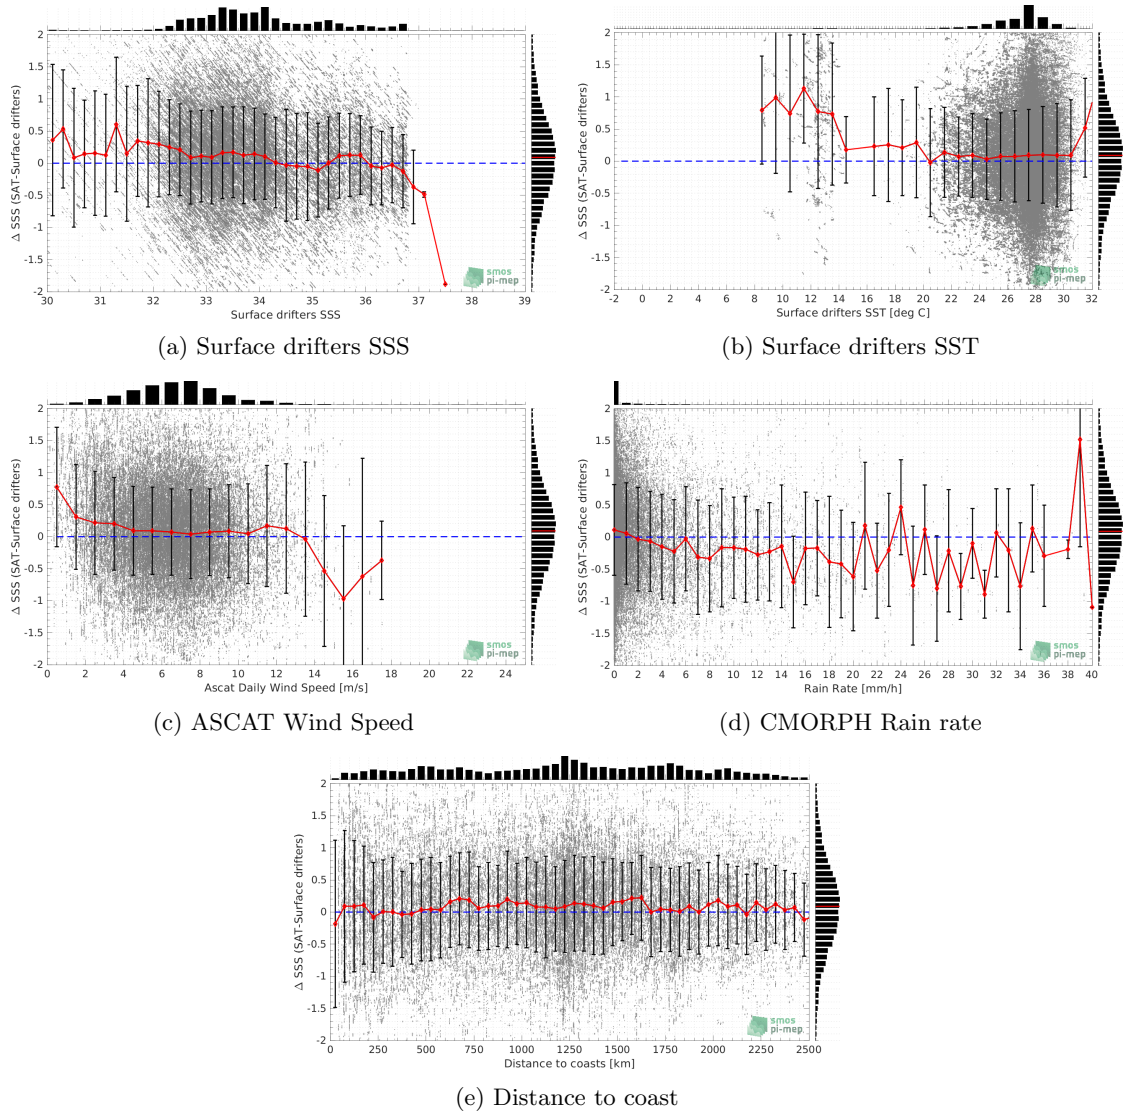 2
1.5
1
0.5
0
-0.5
-1
-1.5
-2
Δ SSS (SAT-Surface drifters)
30 31 32 33 34 35 36 37 38 39
Surface drifters SSS
smos
pi-mep
(a) Surface drifters SSS
2
1.5
1
0.5
0
-0.5
-1
-1.5
-2
Δ SSS (SAT-Surface drifters)
-2 0 2 4 6 8 10 12 14 16 18 20 22 24 26 28 30 32
Surface drifters SST [deg C]
smos
pi-mep
(b) Surface drifters SST
2
1.5
1
0.5
0
-0.5
-1
-1.5
-2
Δ SSS (SAT-Surface drifters)
0 2 4 6 8 10 12 14 16 18 20 22 24
Ascat Daily Wind Speed [m/s]
smos
pi-mep
(c) ASCAT Wind Speed
2
1.5
1
0.5
0
-0.5
-1
-1.5
-2
Δ SSS (SAT-Surface drifters)
0 2 4 6 8 10 12 14 16 18 20 22 24 26 28 30 32 34 36 38 40
Rain Rate [mm/h]
smos
pi-mep
(d) CMORPH Rain rate
2
1.5
1
0.5
0
-0.5
-1
-1.5
-2
Δ SSS (SAT-Surface drifters)
0 250 500 750 1000 1250 1500 1750 2000 2250 2500
Distance to coasts [km]
smos
pi-mep
(e) Distance to coast